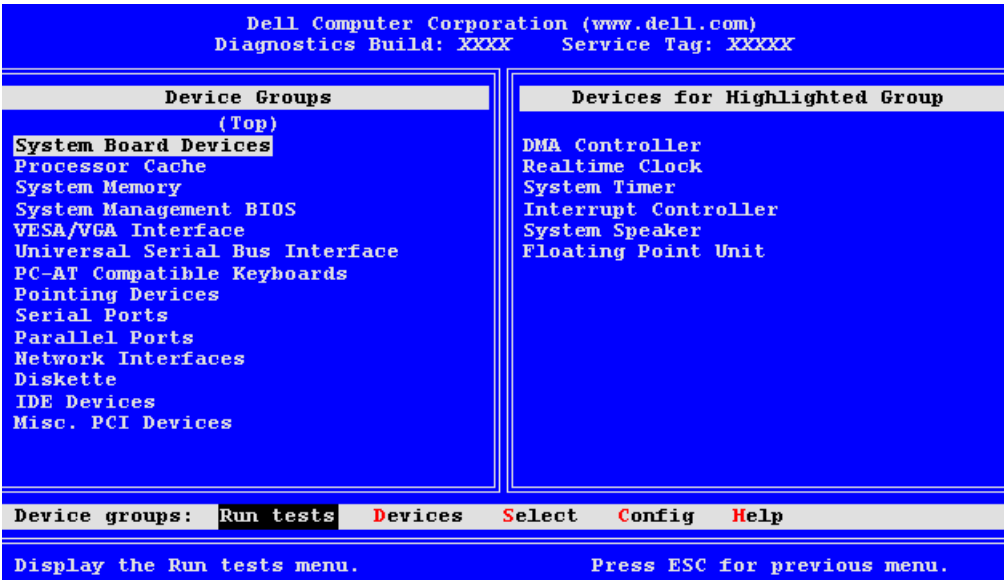 Dell Computer Corporation (www.dell.com)
Diagnostics Build: XXXX Service Tag: XXXXX
Device Groups
(Top)
System Board Devices
Processor Cache
System Memory
System Management BIOS
VESA/VGA Interface
Universal Serial Bus Interface
PC-AT Compatible Keyboards
Pointing Devices
Serial Ports
Parallel Ports
Network Interfaces
Diskette
IDE Devices
Misc. PCI Devices
Devices for Highlighted Group
DMA Controller
Realtime Clock
System Timer
Interrupt Controller
System Speaker
Floating Point Unit
Device groups: Run tests Devices Select Config Help
Display the Run tests menu. Press ESC for previous menu.